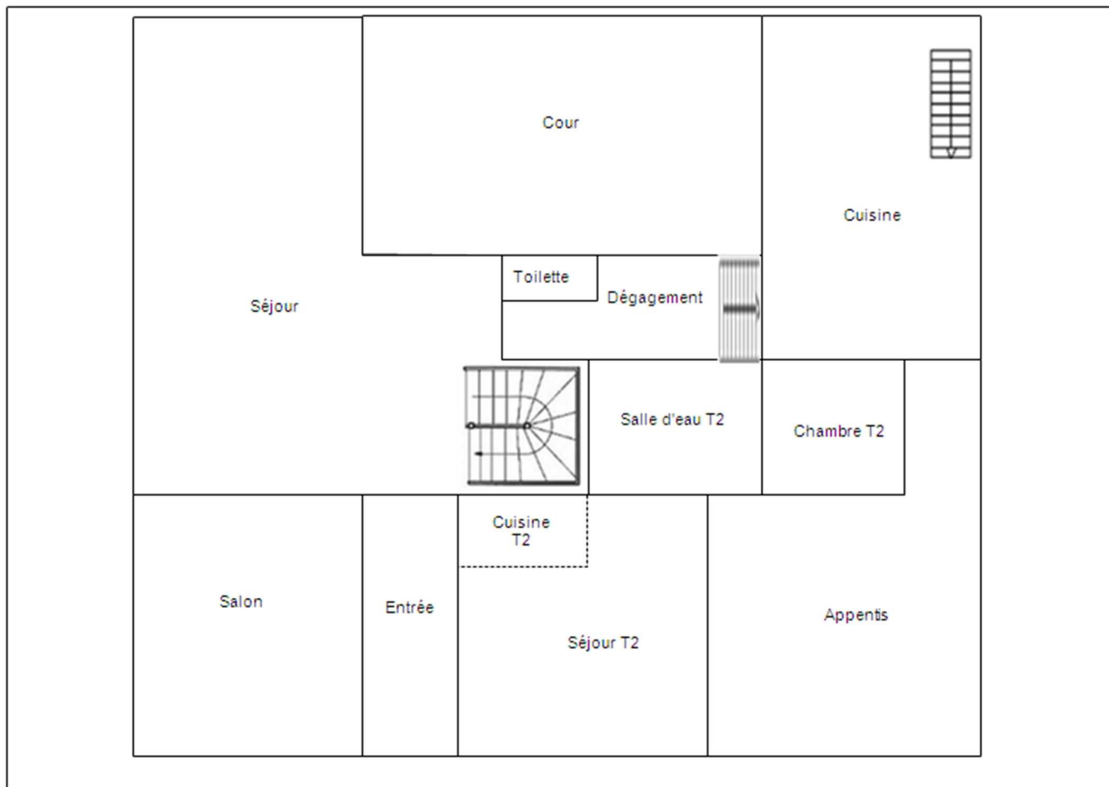 Cour
Cuisine
Toilette
Dégagement
Séjour
Salle d'eau T2
Chambre T2
Cuisine
T2
Salon
Entrée
Séjour T2
Appentis